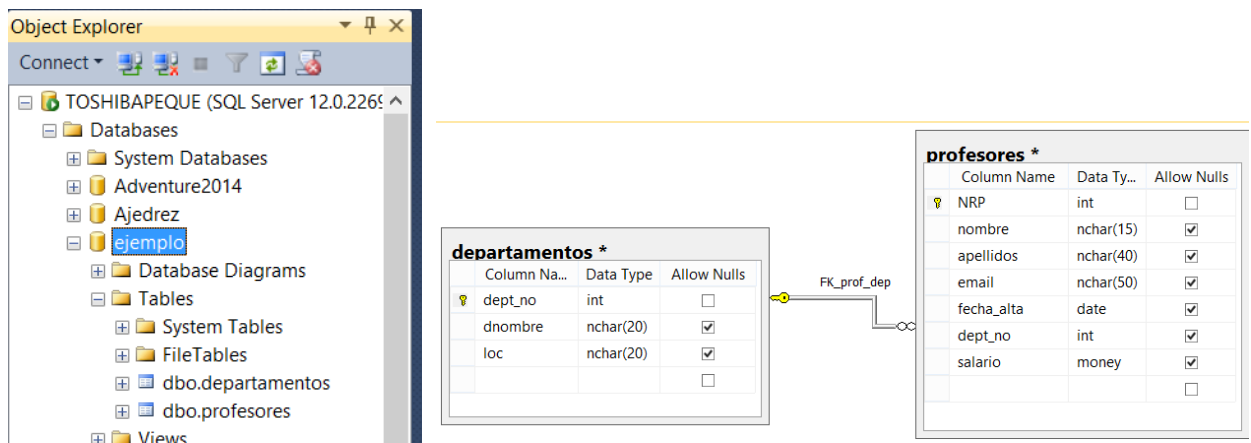 Object Explorer
Connect
TOSHIBAPEQUE (SQL Server 12.0.2269
Databases
System Databases
Adventure2014
Ajedrez
ejemplo
Database Diagrams
Tables
System Tables
FileTables
dbo.departamentos
dbo.profesores
Views
departamentos *
Column Na... Data Type Allow Nulls
dept_no int
dnombre nchar(20)
loc nchar(20)
FK_prof_dep
profesores *
Column Name Data Ty... Allow Nulls
NRP int
nombre nchar(15)
apellidos nchar(40)
email nchar(50)
fecha_alta date
dept_no int
salario money